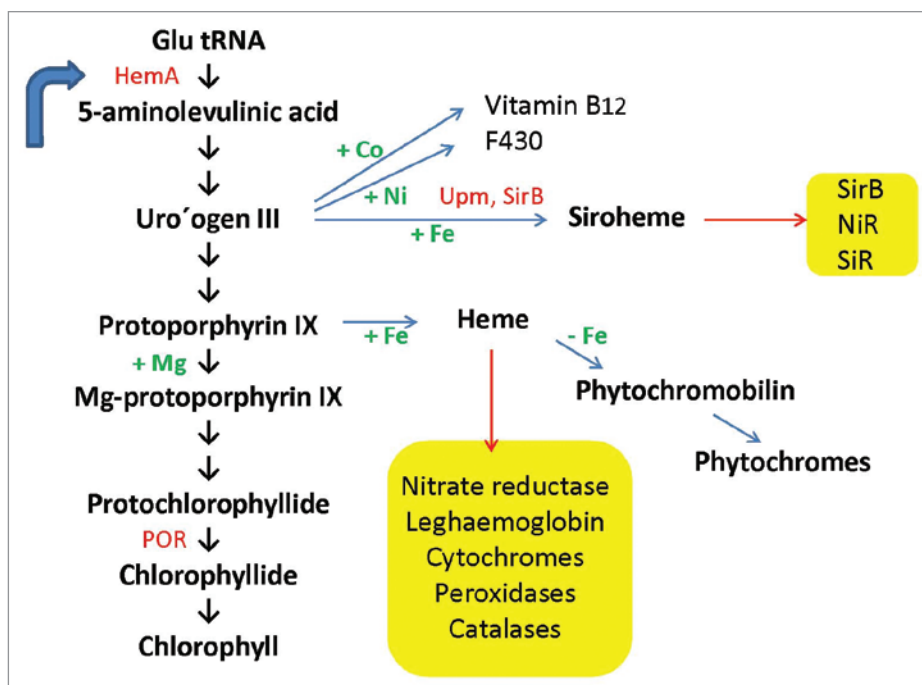 Glu tRNA
HemA
5-aminolevulinic acid
Vitamin B12
F430
+ Co
+ Ni
Upm, SirB
Uro´ogen III
+ Fe
Siroheme
SirB
NiR
SiR
Protoporphyrin IX
+ Fe
Heme
- Fe
+ Mg
Mg-protoporphyrin IX
Phytochromobilin
Phytochromes
Protochlorophyllide
POR
Chlorophyllide
Chlorophyll
Nitrate reductase
Leghaemoglobin
Cytochromes
Peroxidases
Catalases